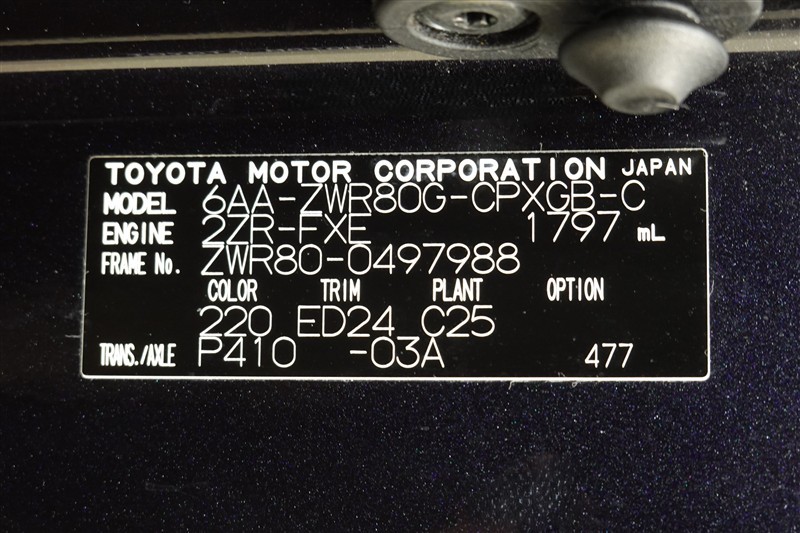 TOYOTA MOTOR CORPORATION JAPAN
MODEL 6AA-ZWR80G-CPXGB-C
ENGINE 2ZR-FXE 1797 mL
FRAME No. ZWR80-0497988
COLOR TRIM PLANT OPTION
220 ED24 C25
TRANS./AXLE P410 -03A 477